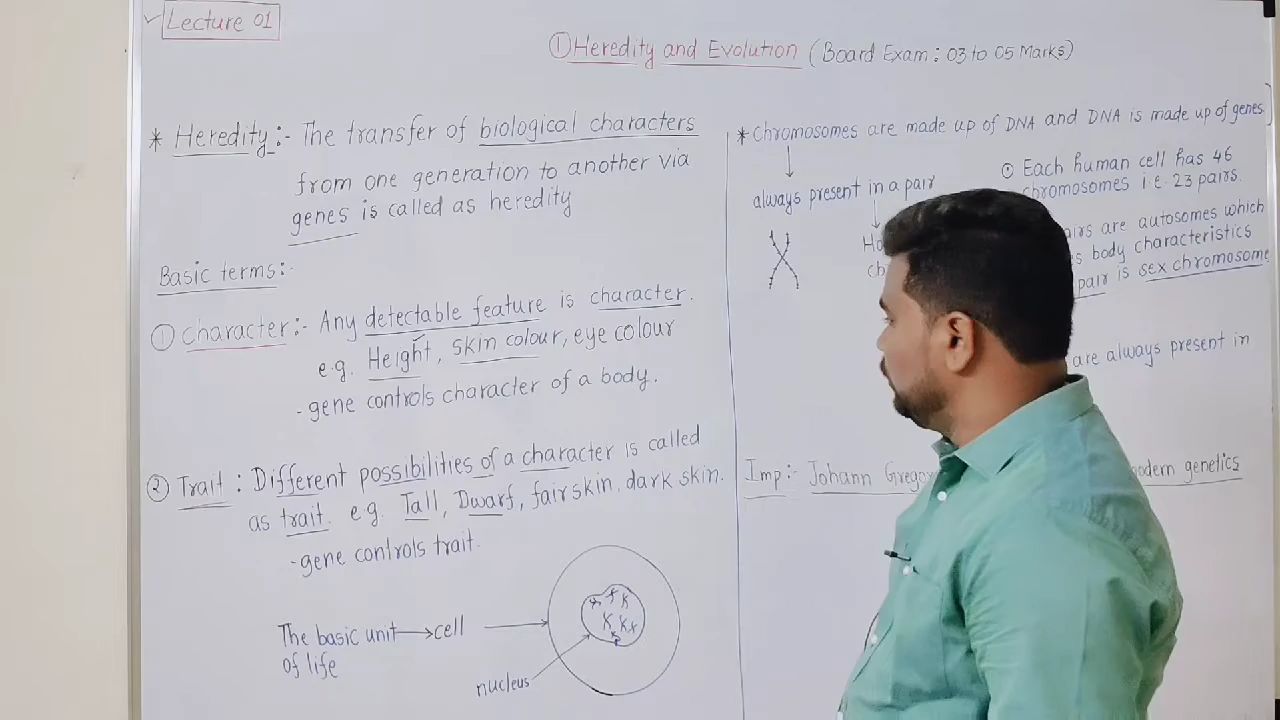 Lecture 01
① Heredity and Evolution (Board Exam: 03 to 05 Marks)
* Heredity:- The transfer of biological characters
from one generation to another via
genes is called as heredity
Basic terms:-
① Character:- Any detectable feature is character.
e.g. Height, skin colour, eye colour
- gene controls character of a body.
② Trait: Different possibilities of a character is called
as trait. e.g. Tall, Dwarf, fair skin, dark skin.
- gene controls trait.
The basic unit → cell
of life
nucleus
* Chromosomes are made up of DNA and DNA is made up of genes
always present in a pair
Each human cell has 46
chromosomes i.e. 23 pairs.
are autosomes which
body characteristics
pair is sex chromosome
are always present in
Imp:- Johann Gregor
modern genetics